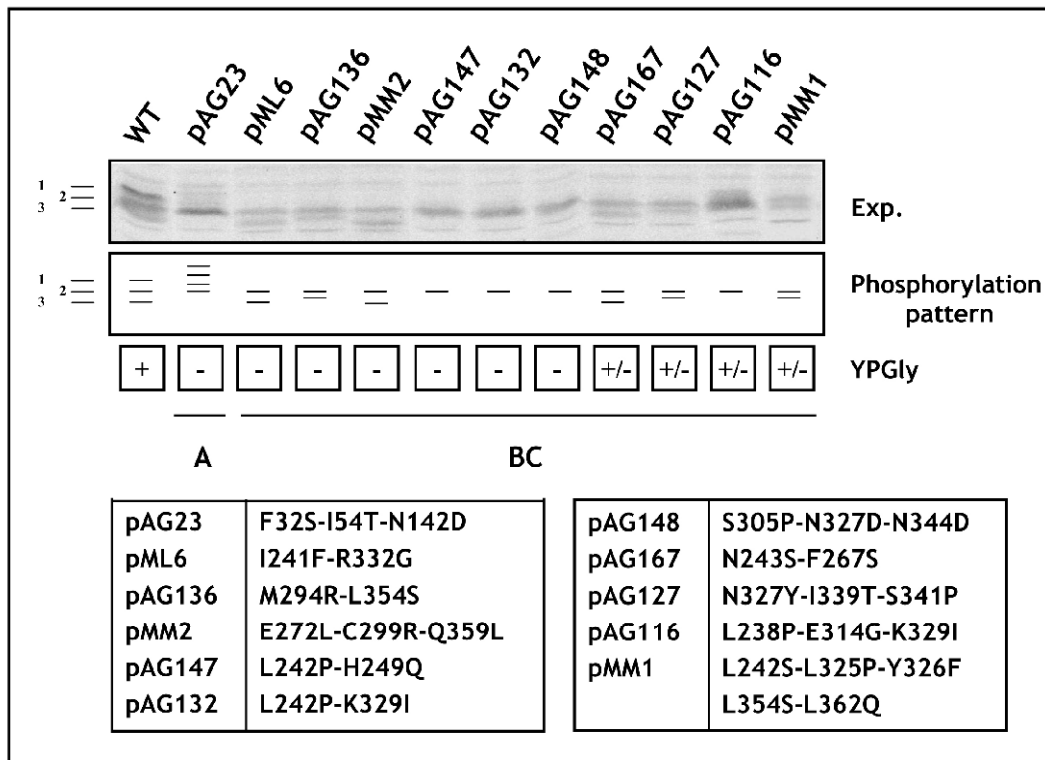 WT pAG23 pML6 pAG136 pMM2 pAG147 pAG132 pAG148 pAG167 pAG127 pAG116 pMM1
1
2
3
Exp.
1
2
3
Phosphorylation
pattern
+ - - - - - - - +/- +/- +/- +/- YPGly
A BC
pAG23 F32S-I54T-N142D
pML6 I241F-R332G
pAG136 M294R-L354S
pMM2 E272L-C299R-Q359L
pAG147 L242P-H249Q
pAG132 L242P-K329I
pAG148 S305P-N327D-N344D
pAG167 N243S-F267S
pAG127 N327Y-I339T-S341P
pAG116 L238P-E314G-K329I
pMM1 L242S-L325P-Y326F
L354S-L362Q